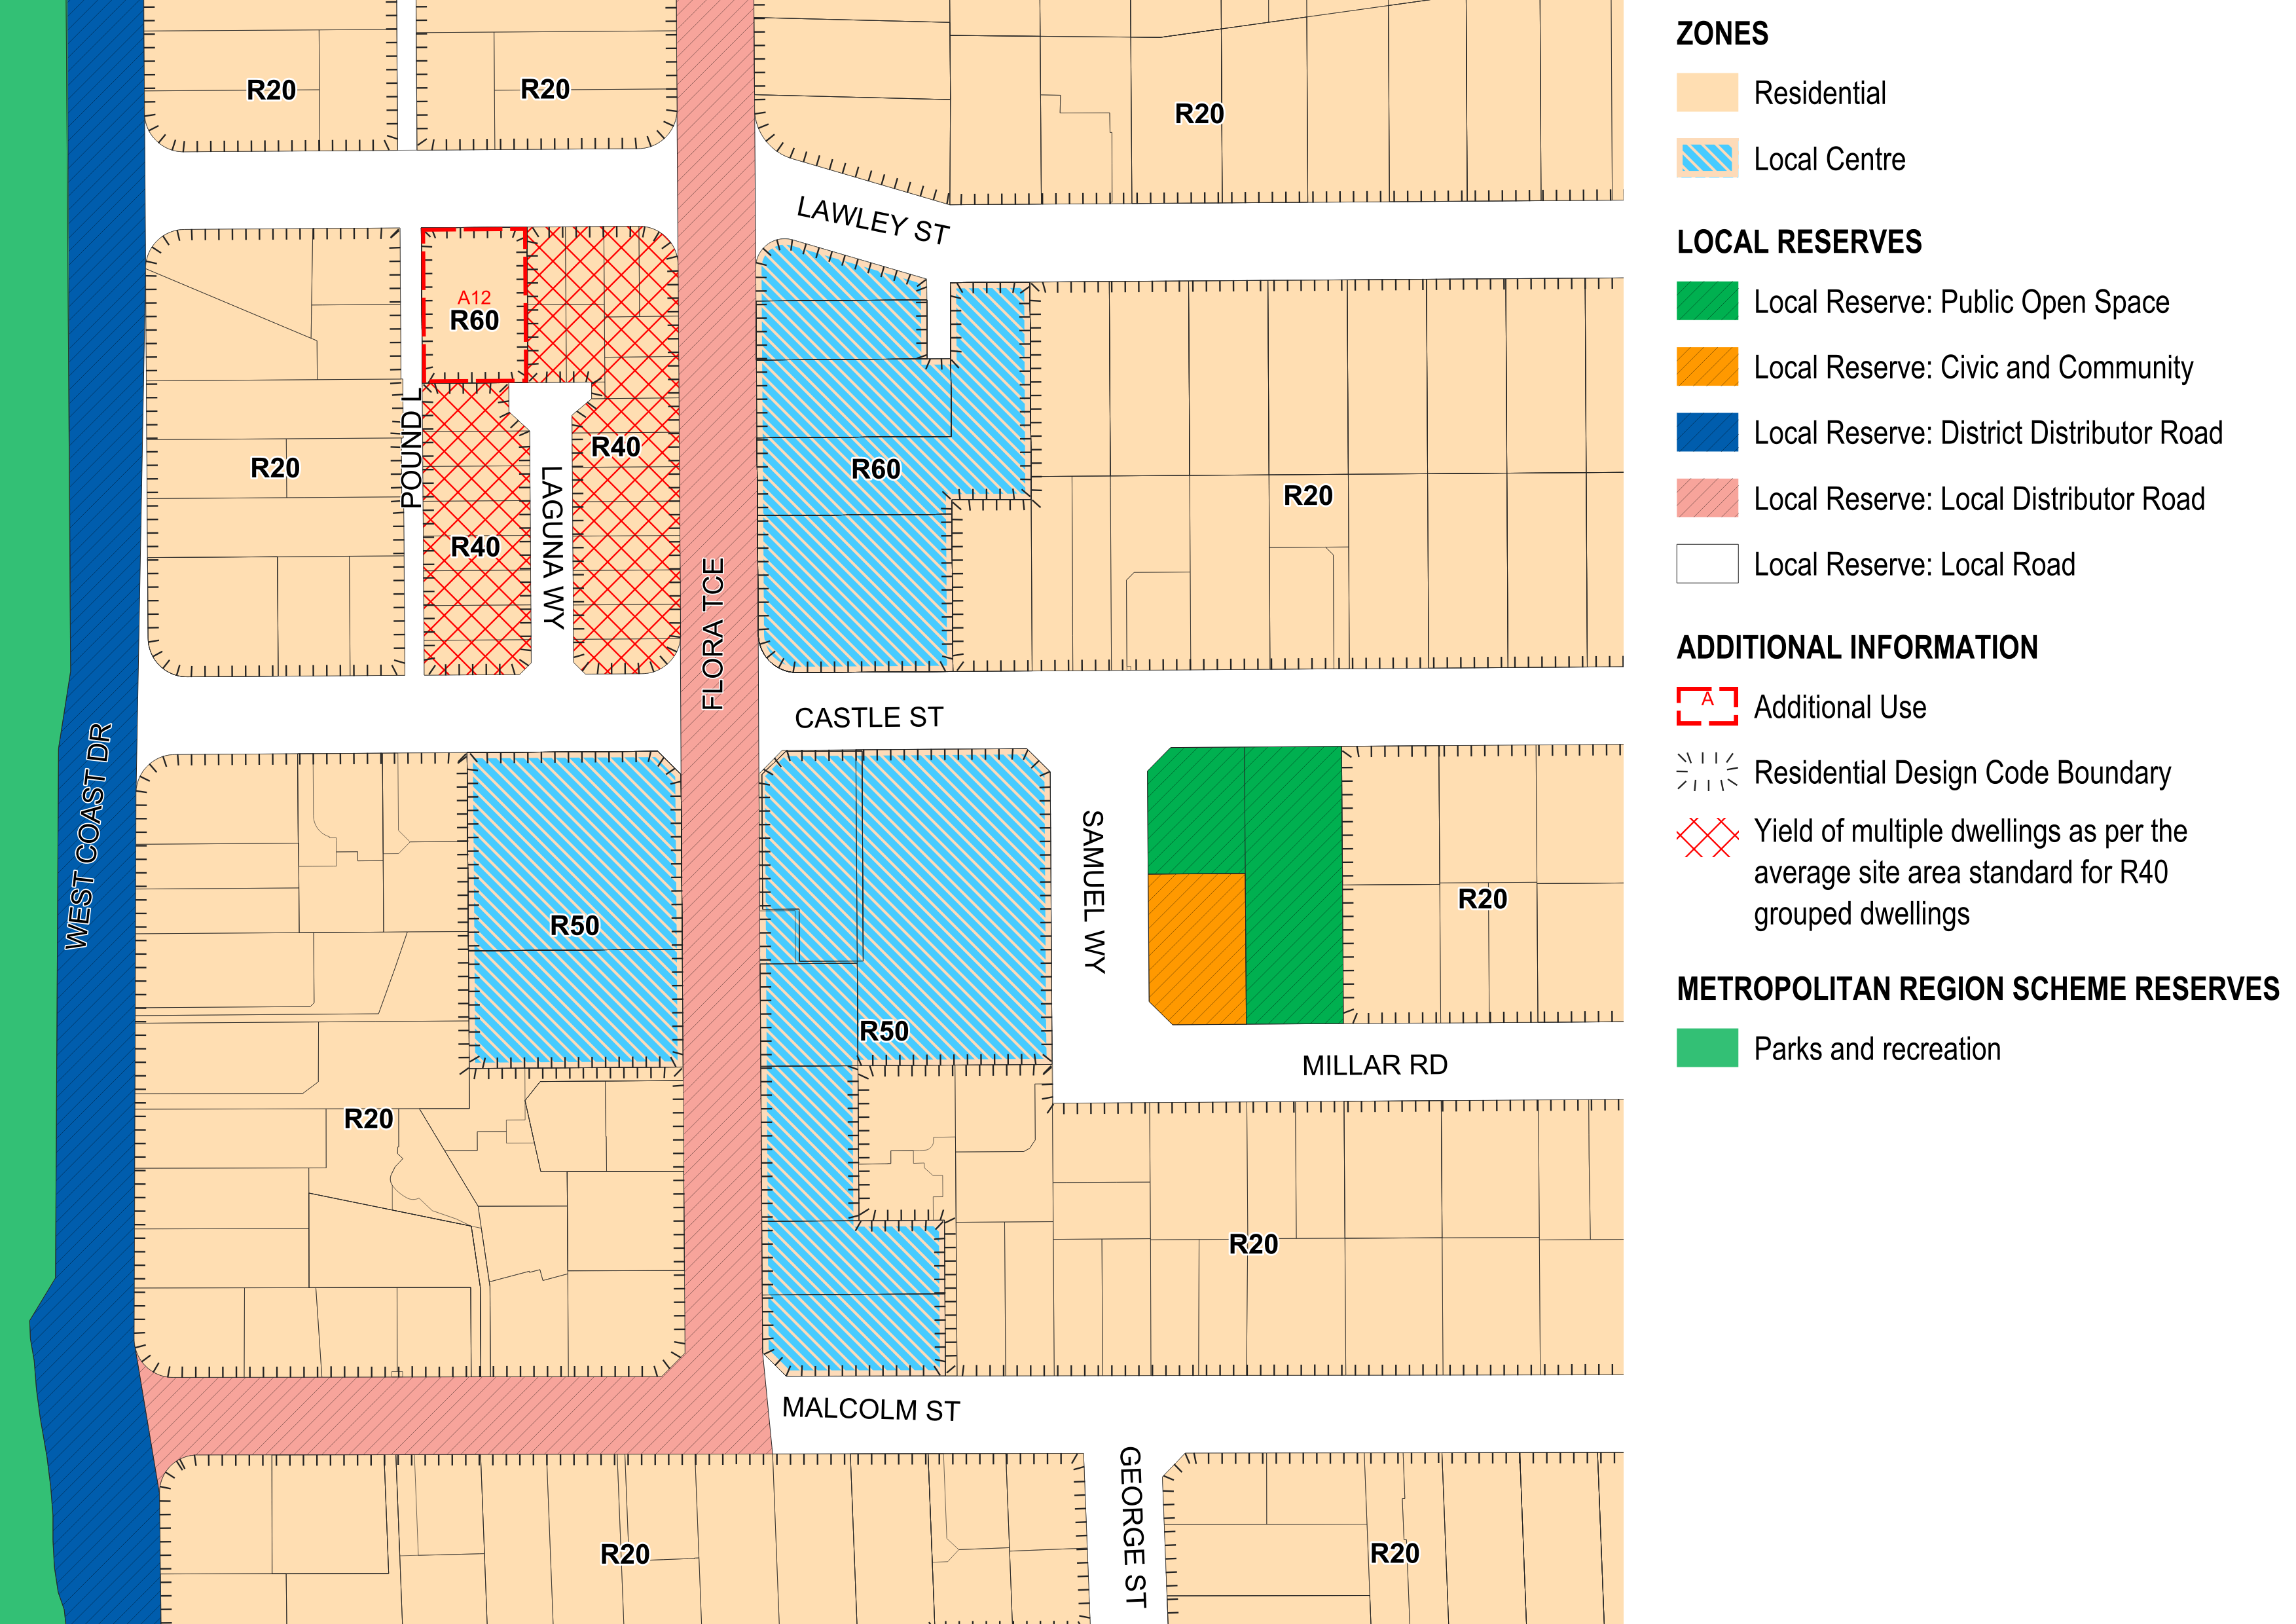 R20
R20
R20
LAWLEY ST
A12
R60
POUND L
R20
R40
R40
LAGUNA WY
R60
R20
FLORA TCE
CASTLE ST
WEST COAST DR
R50
R50
SAMUEL WY
R20
MILLAR RD
R20
R20
MALCOLM ST
GEORGE ST
R20
R20
ZONES
Residential
Local Centre
LOCAL RESERVES
Local Reserve: Public Open Space
Local Reserve: Civic and Community
Local Reserve: District Distributor Road
Local Reserve: Local Distributor Road
Local Reserve: Local Road
ADDITIONAL INFORMATION
A
Additional Use
Residential Design Code Boundary
Yield of multiple dwellings as per the
average site area standard for R40
grouped dwellings
METROPOLITAN REGION SCHEME RESERVES
Parks and recreation